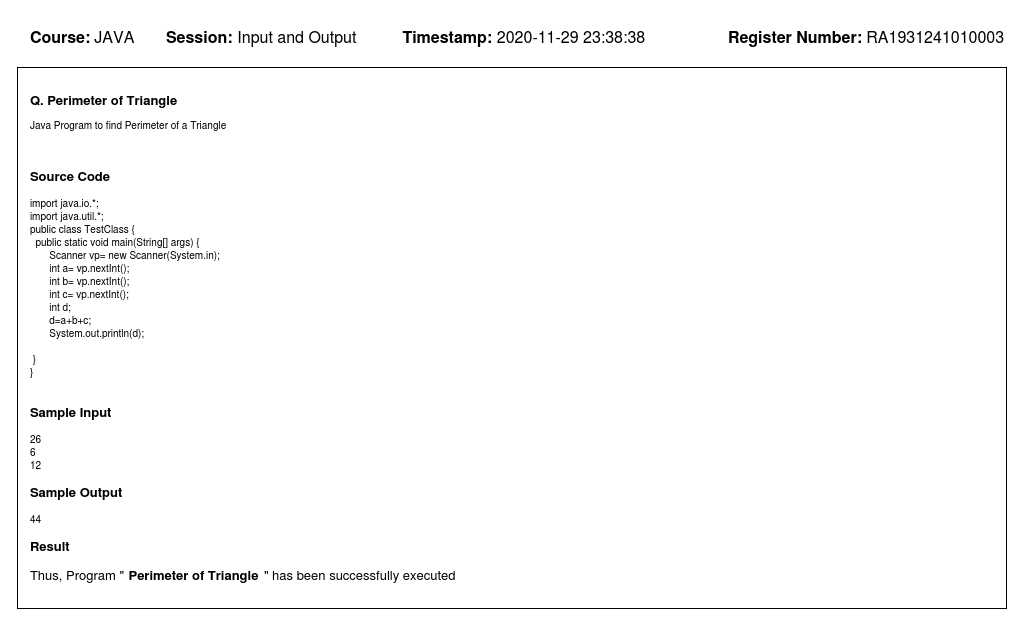 Course: JAVA Session: Input and Output Timestamp: 2020-11-29 23:38:38 Register Number: RA1931241010003
Q. Perimeter of Triangle
Java Program to find Perimeter of a Triangle
Source Code
import java.io.*;
import java.util.*;
public class TestClass {
  public static void main(String[] args) {
       Scanner vp= new Scanner(System.in);
       int a= vp.nextInt();
       int b= vp.nextInt();
       int c= vp.nextInt();
       int d;
       d=a+b+c;
       System.out.println(d);
 }
}
Sample Input
26
6
12
Sample Output
44
Result
Thus, Program " Perimeter of Triangle " has been successfully executed